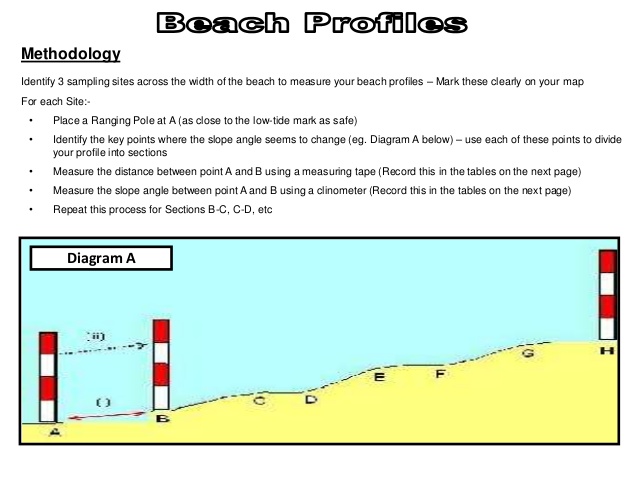 Beach Profiles
Methodology
Identify 3 sampling sites across the width of the beach to measure your beach profiles – Mark these clearly on your map
For each Site:-
• Place a Ranging Pole at A (as close to the low-tide mark as safe)
• Identify the key points where the slope angle seems to change (eg. Diagram A below) – use each of these points to divide
your profile into sections
• Measure the distance between point A and B using a measuring tape (Record this in the tables on the next page)
• Measure the slope angle between point A and B using a clinometer (Record this in the tables on the next page)
• Repeat this process for Sections B-C, C-D, etc
Diagram A
(ii)
A
B
C
D
E
F
G
H